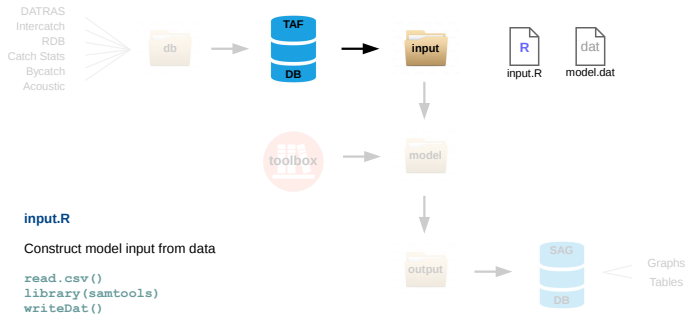 DATRAS
Intercatch
RDB
Catch Stats
Bycatch
Acoustic
db
TAF
DB
input
R
input.R
dat
model.dat
toolbox
model
input.R
Construct model input from data
read.csv()
library(samtools)
writeDat()
output
SAG
DB
Graphs
Tables